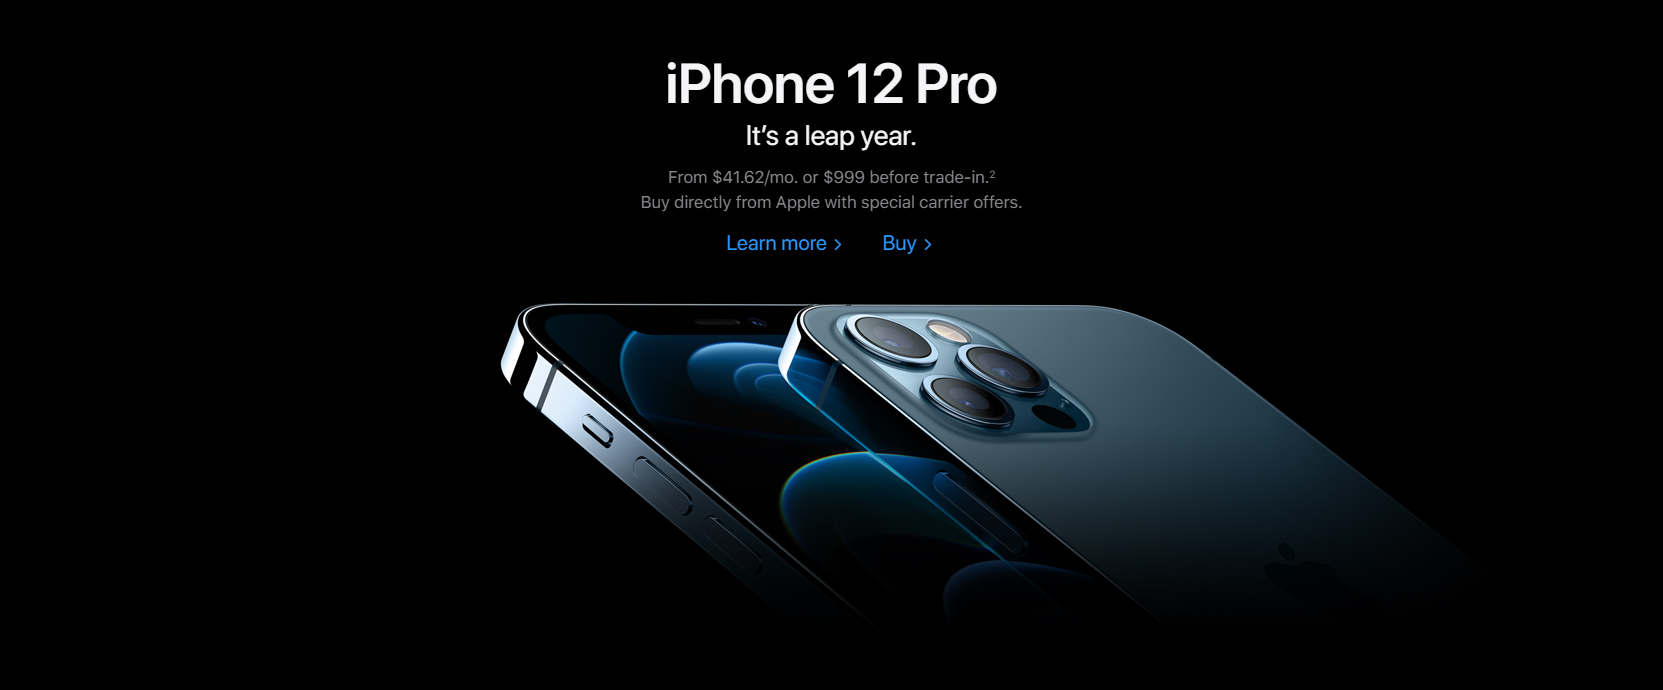 iPhone 12 Pro
It’s a leap year.
From $41.62/mo. or $999 before trade-in.²
Buy directly from Apple with special carrier offers.
Learn more >
Buy >